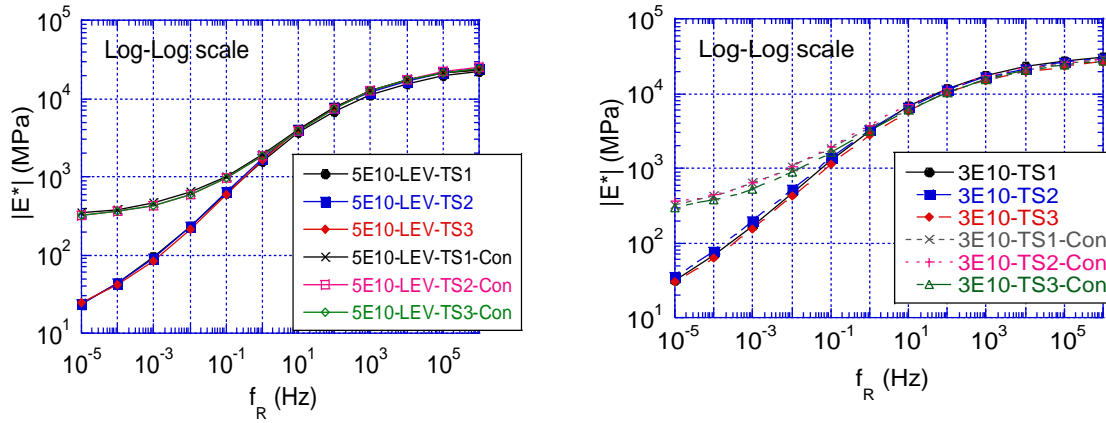 Log-Log scale
|E*| (MPa)
10^5
10^4
10^3
10^2
10^1
5E10-LEV-TS1
5E10-LEV-TS2
5E10-LEV-TS3
5E10-LEV-TS1-Con
5E10-LEV-TS2-Con
5E10-LEV-TS3-Con
10^-5 10^-3 10^-1 10^1 10^3 10^5
f_R (Hz)
Log-Log scale
|E*| (MPa)
10^5
10^4
10^3
10^2
10^1
3E10-TS1
3E10-TS2
3E10-TS3
3E10-TS1-Con
3E10-TS2-Con
3E10-TS3-Con
10^-5 10^-3 10^-1 10^1 10^3 10^5
f_R (Hz)